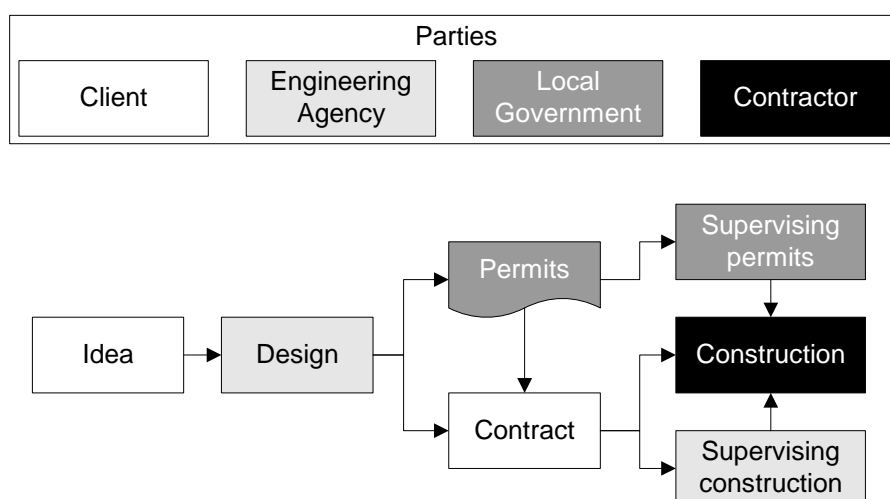 Parties
Client
Engineering
Agency
Local
Government
Contractor
Supervising
permits
Permits
Idea
Design
Construction
Contract
Supervising
construction